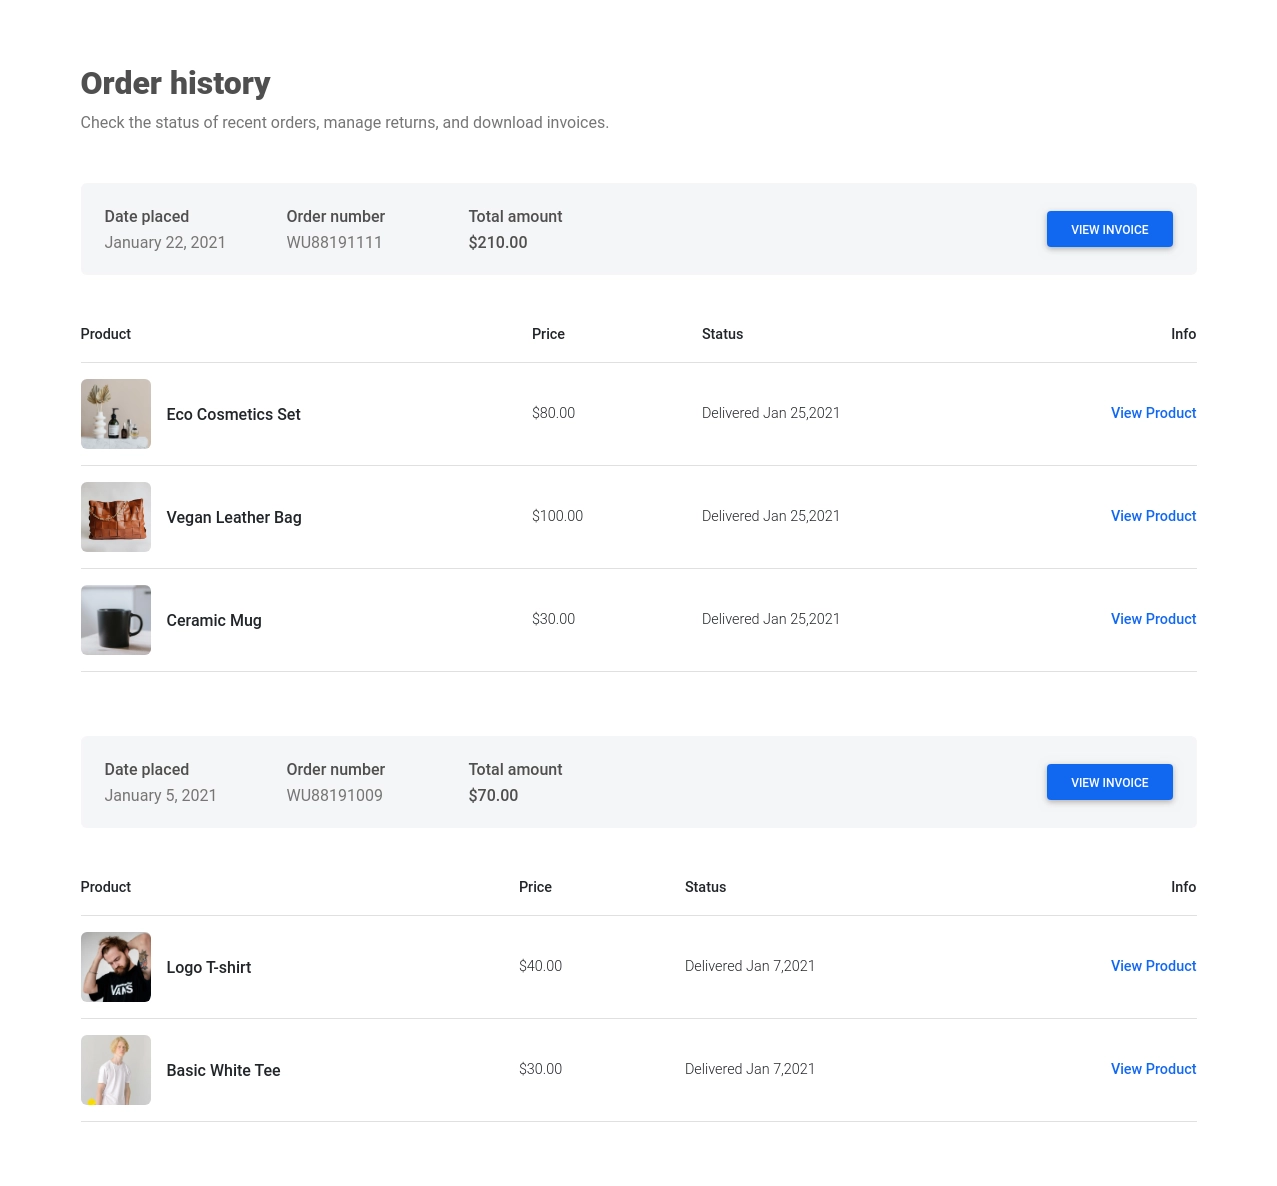 Order history
Check the status of recent orders, manage returns, and download invoices.
Date placed Order number Total amount
January 22, 2021 WU88191111 $210.00
VIEW INVOICE
Product Price Status Info
Eco Cosmetics Set $80.00 Delivered Jan 25,2021 View Product
Vegan Leather Bag $100.00 Delivered Jan 25,2021 View Product
Ceramic Mug $30.00 Delivered Jan 25,2021 View Product
Date placed Order number Total amount
January 5, 2021 WU88191009 $70.00
VIEW INVOICE
Product Price Status Info
Logo T-shirt $40.00 Delivered Jan 7,2021 View Product
VANS
Basic White Tee $30.00 Delivered Jan 7,2021 View Product